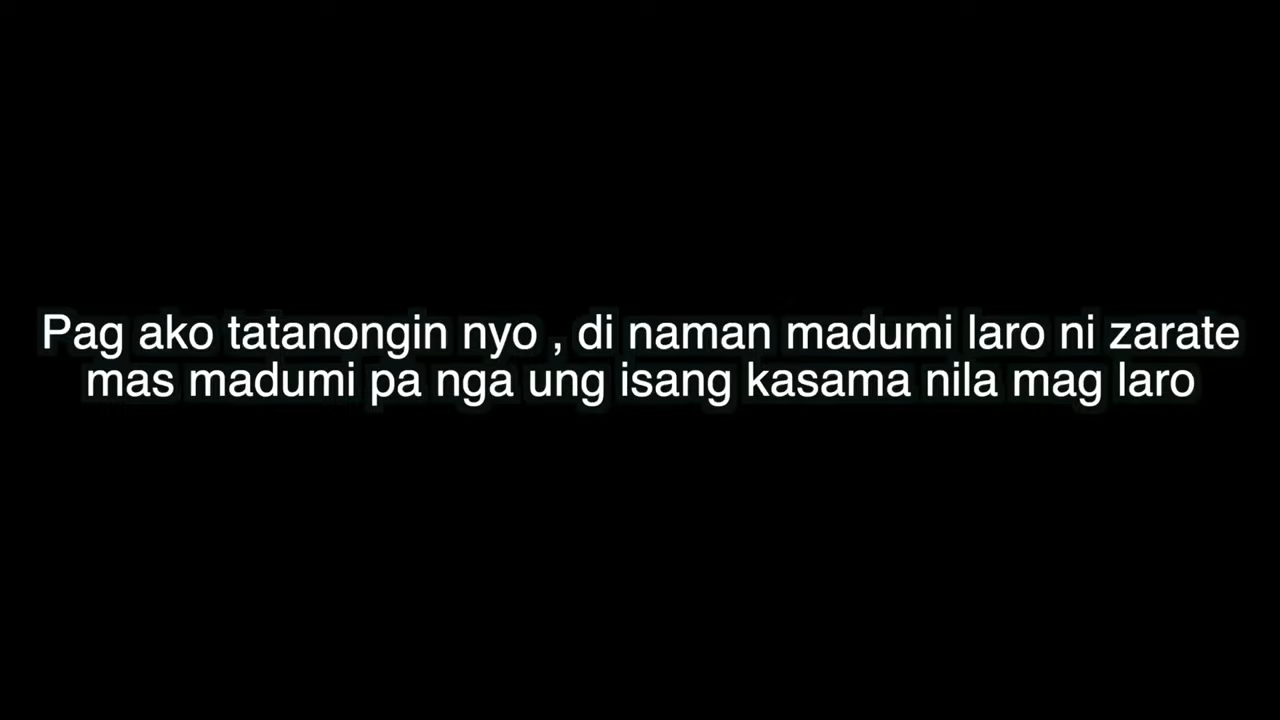 Pag ako tatanongin nyo , di naman madumi laro ni zarate
mas madumi pa nga ung isang kasama nila mag laro